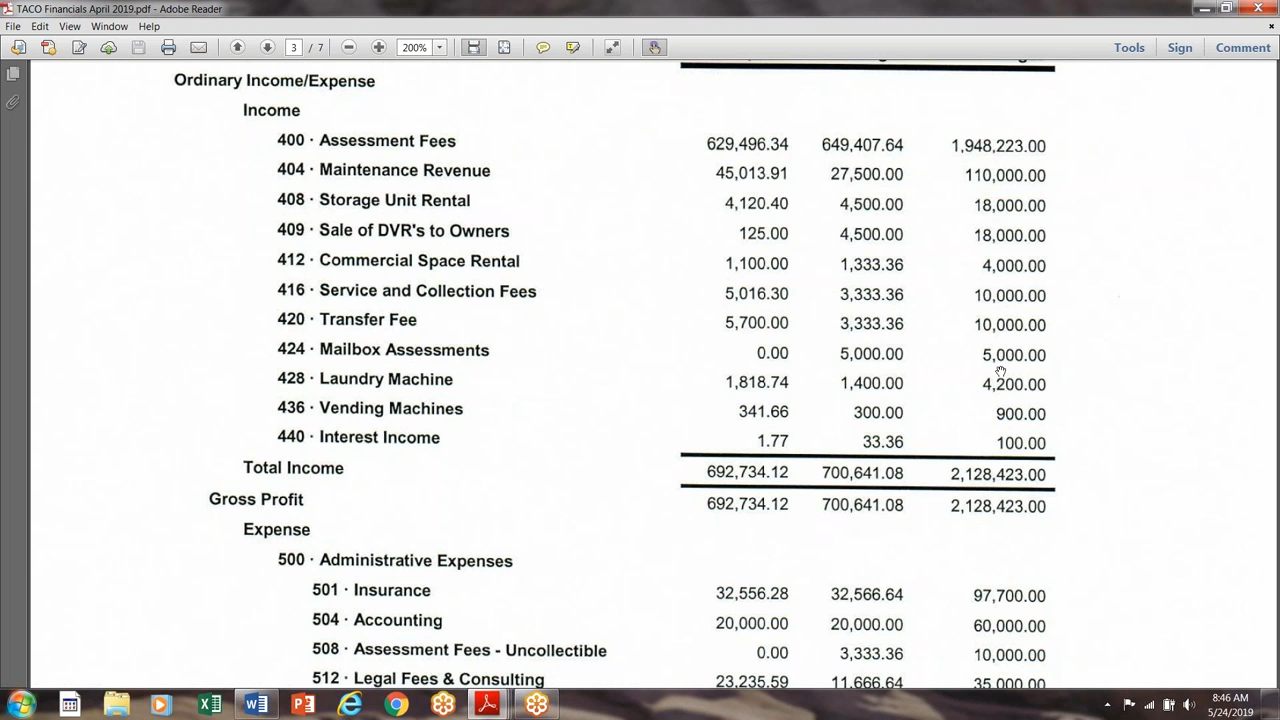 TACO Financials April 2019.pdf - Adobe Reader
File Edit View Window Help
3 / 7 200% Tools Sign Comment
Ordinary Income/Expense
Income
400 · Assessment Fees 629,496.34 649,407.64 1,948,223.00
404 · Maintenance Revenue 45,013.91 27,500.00 110,000.00
408 · Storage Unit Rental 4,120.40 4,500.00 18,000.00
409 · Sale of DVR's to Owners 125.00 4,500.00 18,000.00
412 · Commercial Space Rental 1,100.00 1,333.36 4,000.00
416 · Service and Collection Fees 5,016.30 3,333.36 10,000.00
420 · Transfer Fee 5,700.00 3,333.36 10,000.00
424 · Mailbox Assessments 0.00 5,000.00 5,000.00
428 · Laundry Machine 1,818.74 1,400.00 4,200.00
436 · Vending Machines 341.66 300.00 900.00
440 · Interest Income 1.77 33.36 100.00
Total Income 692,734.12 700,641.08 2,128,423.00
Gross Profit 692,734.12 700,641.08 2,128,423.00
Expense
500 · Administrative Expenses
501 · Insurance 32,556.28 32,566.64 97,700.00
504 · Accounting 20,000.00 20,000.00 60,000.00
508 · Assessment Fees - Uncollectible 0.00 3,333.36 10,000.00
512 · Legal Fees & Consulting 23,235.59 11,666.64 35,000.00
8:46 AM
5/24/2019